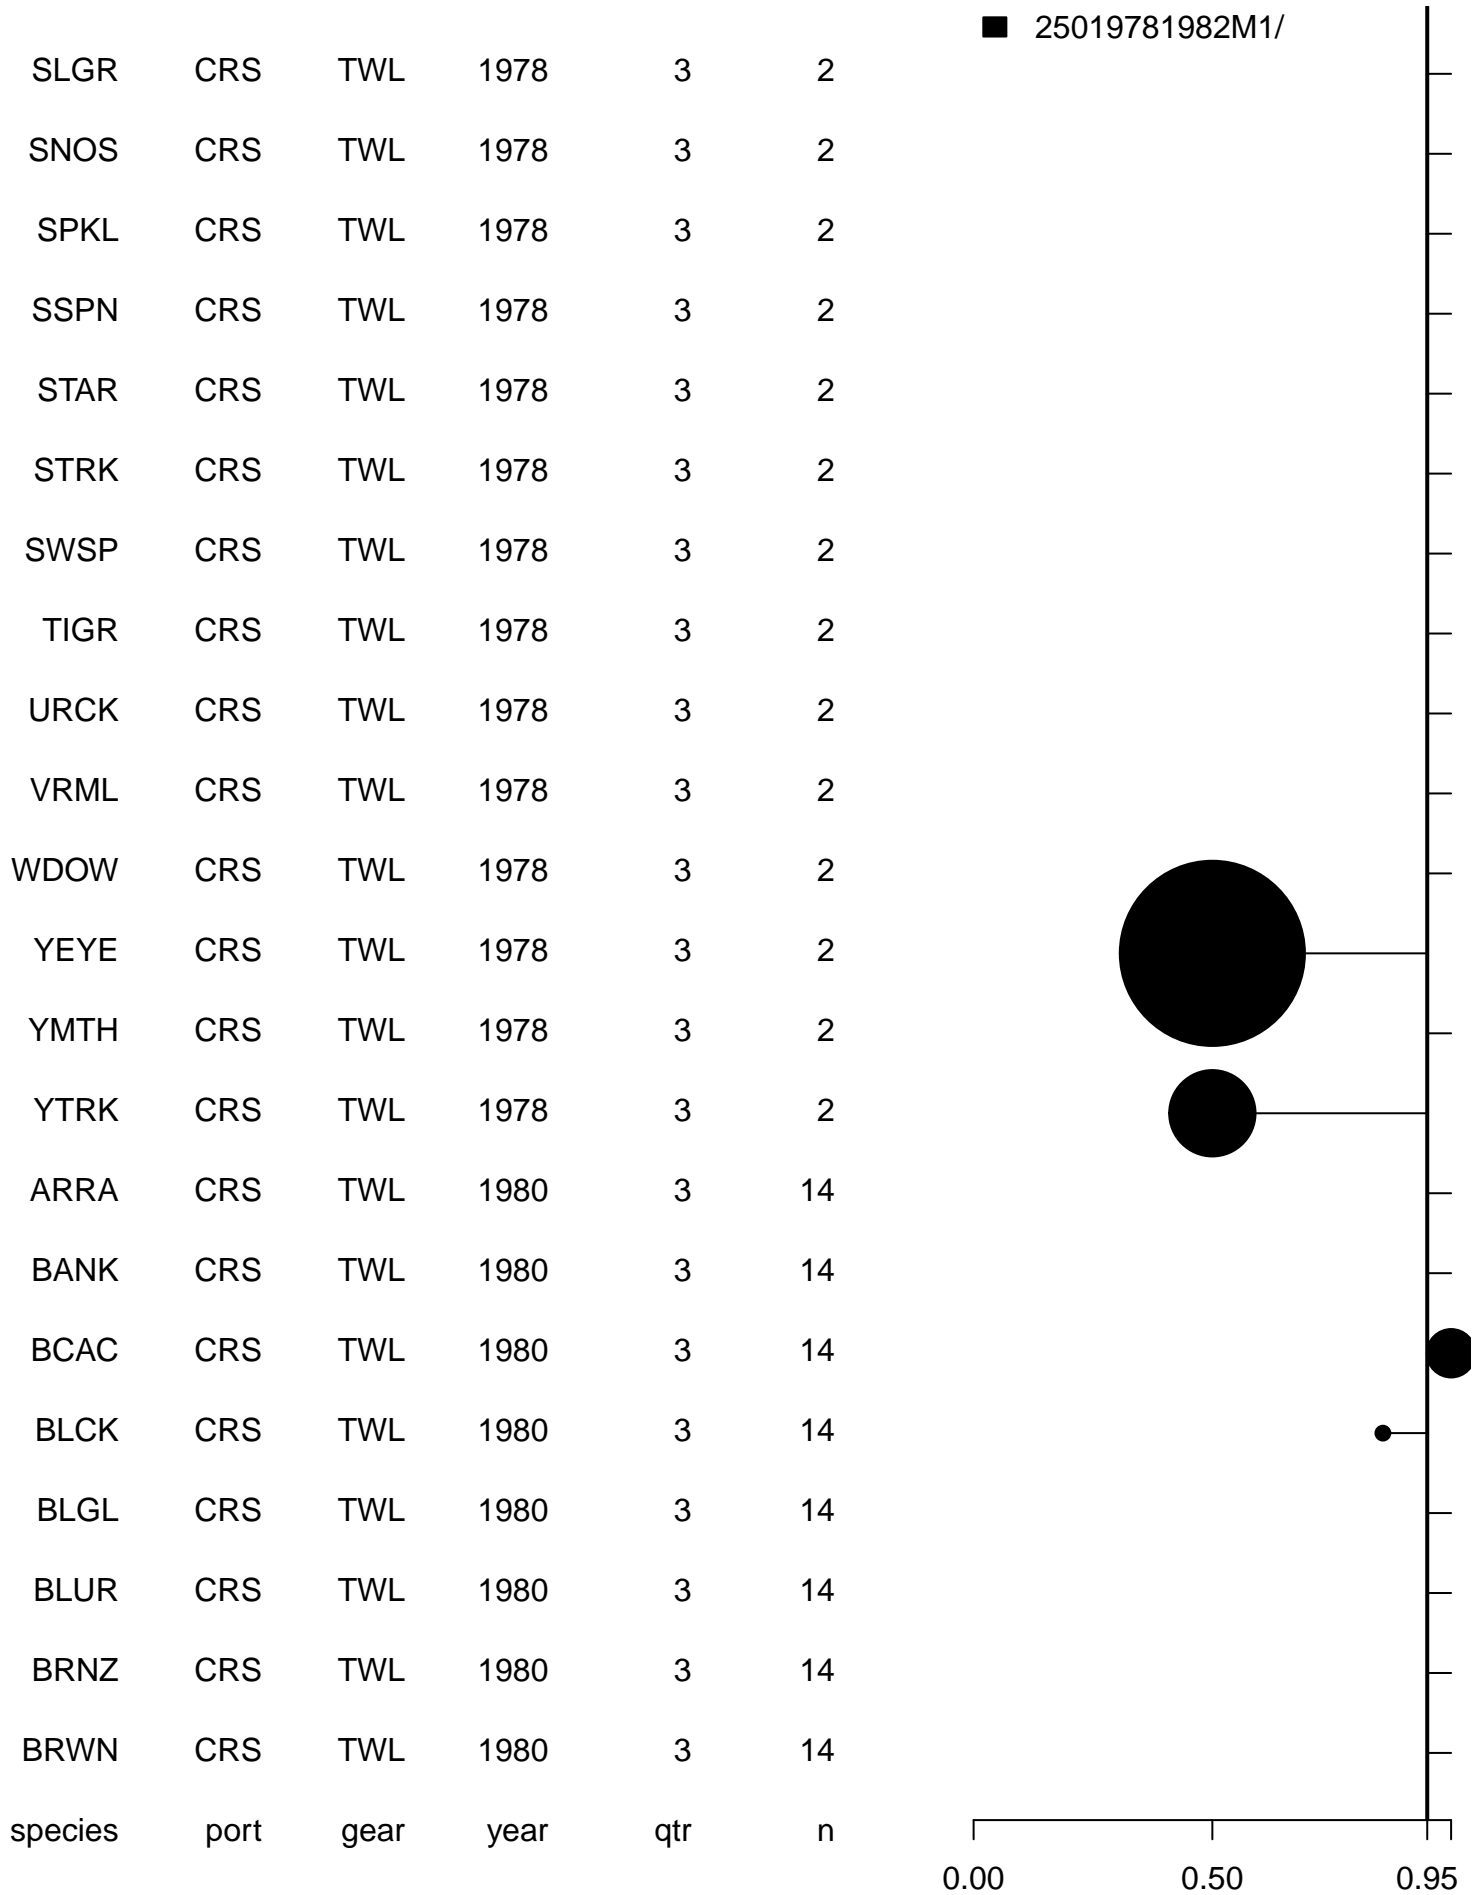 25019781982M1/
SLGR CRS TWL 1978 3 2
SNOS CRS TWL 1978 3 2
SPKL CRS TWL 1978 3 2
SSPN CRS TWL 1978 3 2
STAR CRS TWL 1978 3 2
STRK CRS TWL 1978 3 2
SWSP CRS TWL 1978 3 2
TIGR CRS TWL 1978 3 2
URCK CRS TWL 1978 3 2
VRML CRS TWL 1978 3 2
WDOW CRS TWL 1978 3 2
YEYE CRS TWL 1978 3 2
YMTH CRS TWL 1978 3 2
YTRK CRS TWL 1978 3 2
ARRA CRS TWL 1980 3 14
BANK CRS TWL 1980 3 14
BCAC CRS TWL 1980 3 14
BLCK CRS TWL 1980 3 14
BLGL CRS TWL 1980 3 14
BLUR CRS TWL 1980 3 14
BRNZ CRS TWL 1980 3 14
BRWN CRS TWL 1980 3 14
species port gear year qtr n
0.00 0.50 0.95